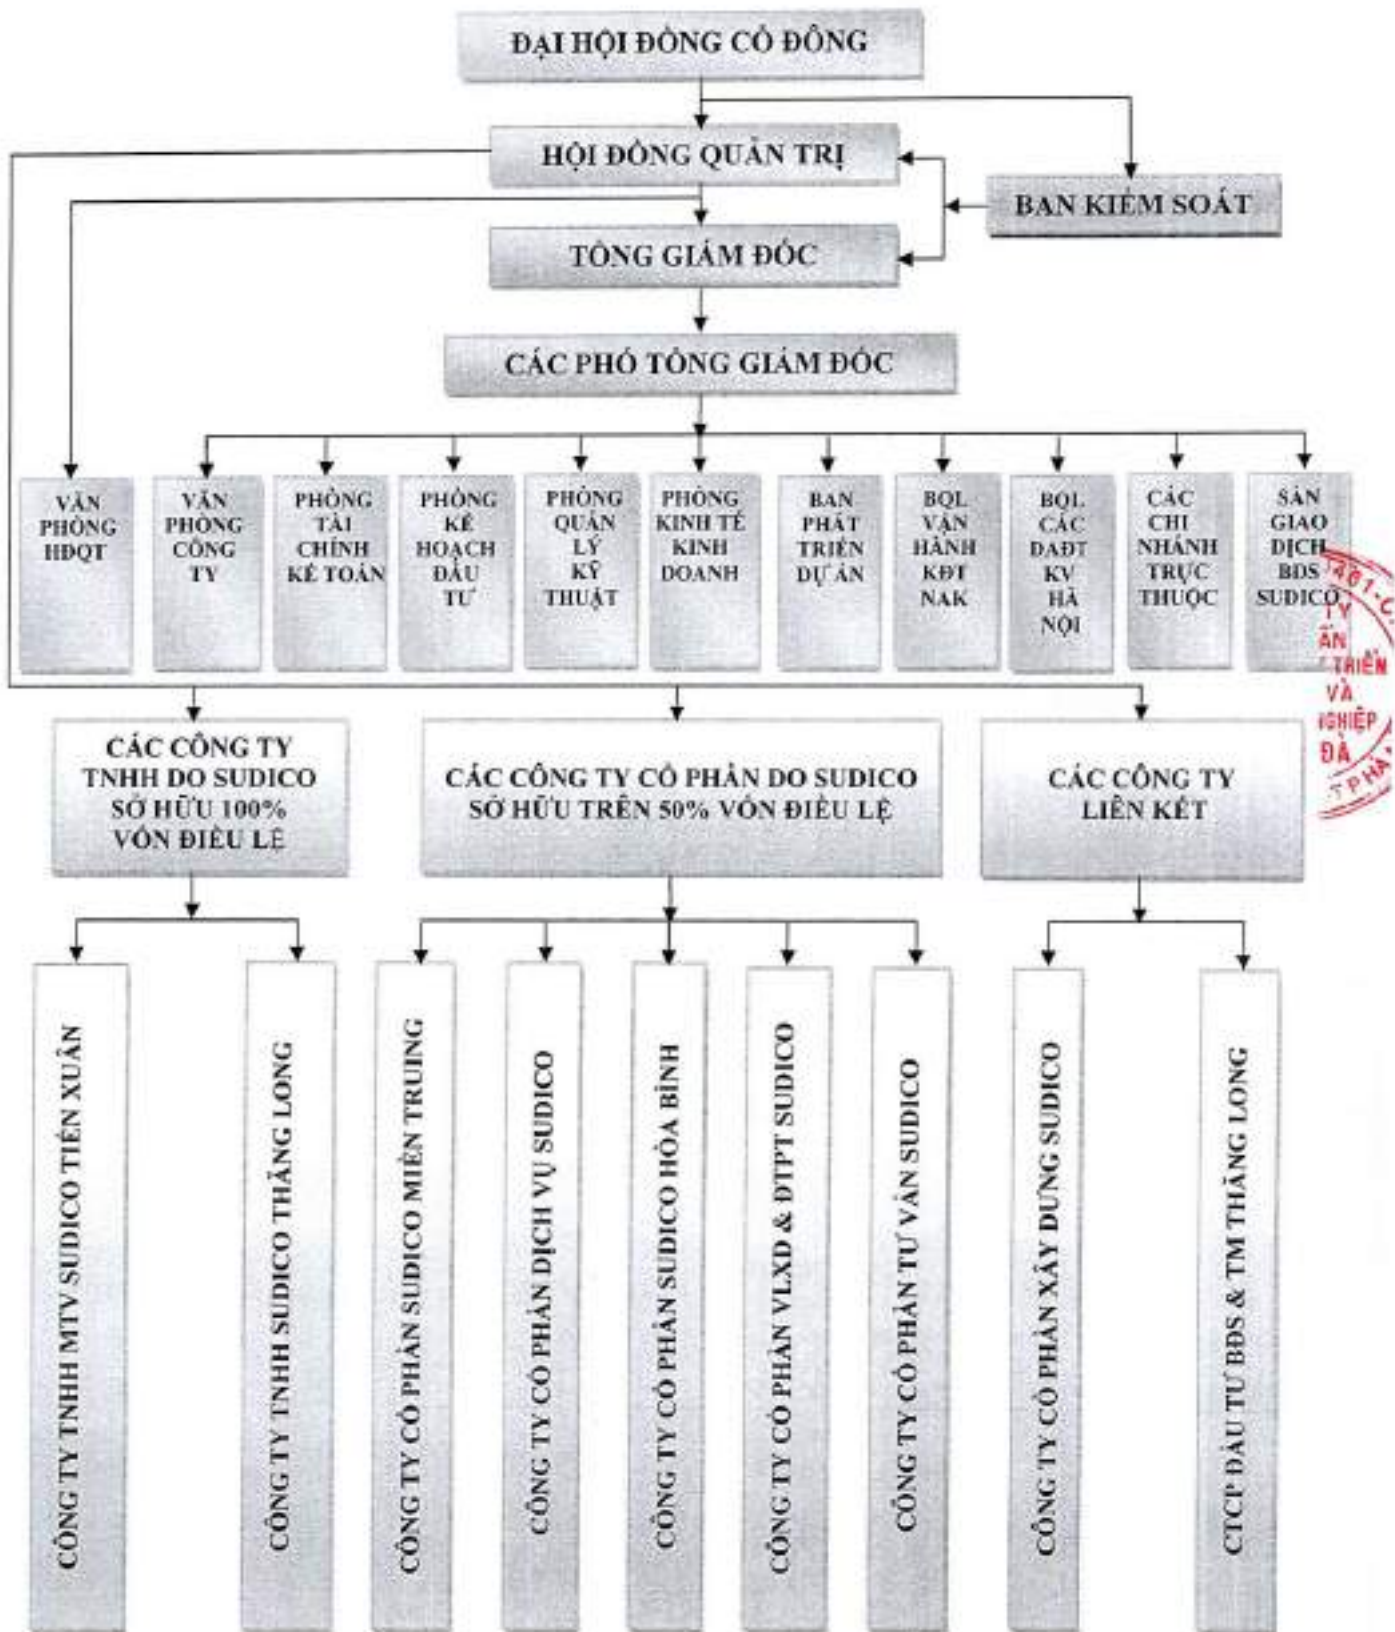 ĐẠI HỘI ĐỒNG CỔ ĐÔNG
HỘI ĐỒNG QUẢN TRỊ
BAN KIỂM SOÁT
TỔNG GIÁM ĐỐC
CÁC PHÓ TỔNG GIÁM ĐỐC
VĂN
PHÒNG
HĐQT
VĂN
PHÒNG
CÔNG
TY
PHÒNG
TÀI
CHÍNH
KẾ TOÁN
PHÒNG
KẾ
HOẠCH
ĐẦU
TƯ
PHÒNG
QUẢN
LÝ
KỸ
THUẬT
PHÒNG
KINH TẾ
KINH
DOANH
BAN
PHÁT
TRIỂN
DỰ ÁN
BQL
VẬN
HÀNH
KĐT
NAK
BQL
CÁC
DAĐT
KV
HÀ
NỘI
CÁC
CHI
NHÁNH
TRỰC
THUỘC
SÀN
GIAO
DỊCH
BĐS
SUDICO
TY
TRIỂN
VÀ
NGHIỆP
ĐÀ
CÁC CÔNG TY
TNHH DO SUDICO
SỞ HỮU 100%
VỐN ĐIỀU LỆ
CÁC CÔNG TY CỔ PHẦN DO SUDICO
SỞ HỮU TRÊN 50% VỐN ĐIỀU LỆ
CÁC CÔNG TY
LIÊN KẾT
CÔNG TY TNHH MTV SUDICO TIẾN XUÂN
CÔNG TY TNHH SUDICO THĂNG LONG
CÔNG TY CỔ PHẦN SUDICO MIỀN TRUNG
CÔNG TY CỔ PHẦN DỊCH VỤ SUDICO
CÔNG TY CỔ PHẦN SUDICO HÒA BÌNH
CÔNG TY CỔ PHẦN VLXD & ĐTPT SUDICO
CÔNG TY CỔ PHẦN TƯ VẤN SUDICO
CÔNG TY CỔ PHẦN XÂY DỰNG SUDICO
CTCP ĐẦU TƯ BĐS & TM THĂNG LONG